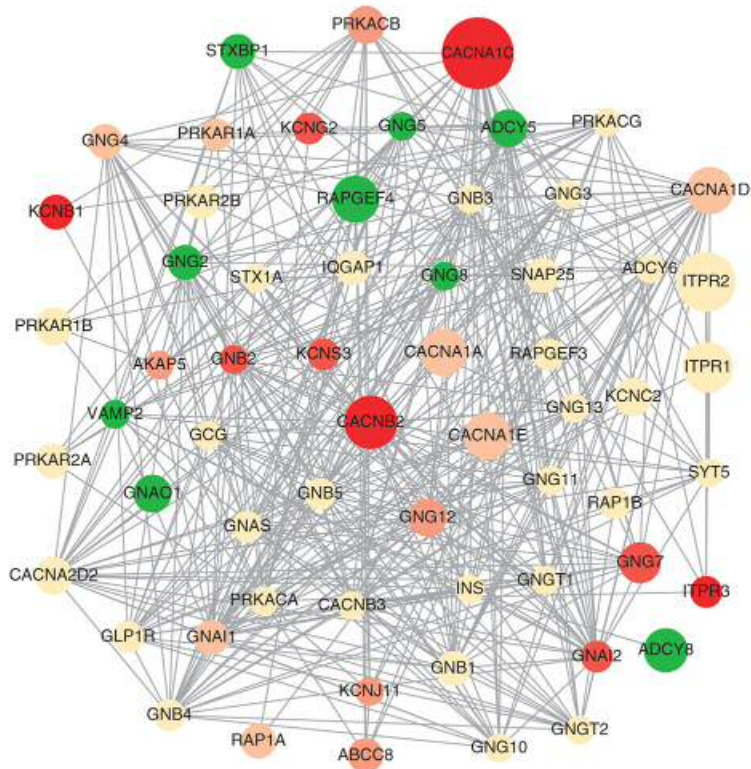 PRKACB
CACNA1C
STXBP1
KCNG2
GNG5
ADCY5
PRKACG
PRKAR1A
GNG4
CACNA1D
PRKAR2B
RAPGEF4
GNB3
GNG3
KCNB1
GNG2
STX1A
IQGAP1
GNG8
SNAP25
ADCY6
ITPR2
PRKAR1B
AKAP5
GNB2
KCNS3
CACNA1A
RAPGEF3
ITPR1
KCNC2
VAMP2
GCG
CACNB2
CACNA1E
GNG13
PRKAR2A
GNAO1
GNB5
GNG11
SYT5
RAP1B
GNAS
GNG12
CACNA2D2
PRKACA
CACNB3
INS
GNGT1
GNG7
ITPR3
GLP1R
GNAI1
GNB1
GNAI2
ADCY8
KCNJ11
GNB4
RAP1A
ABCC8
GNG10
GNGT2